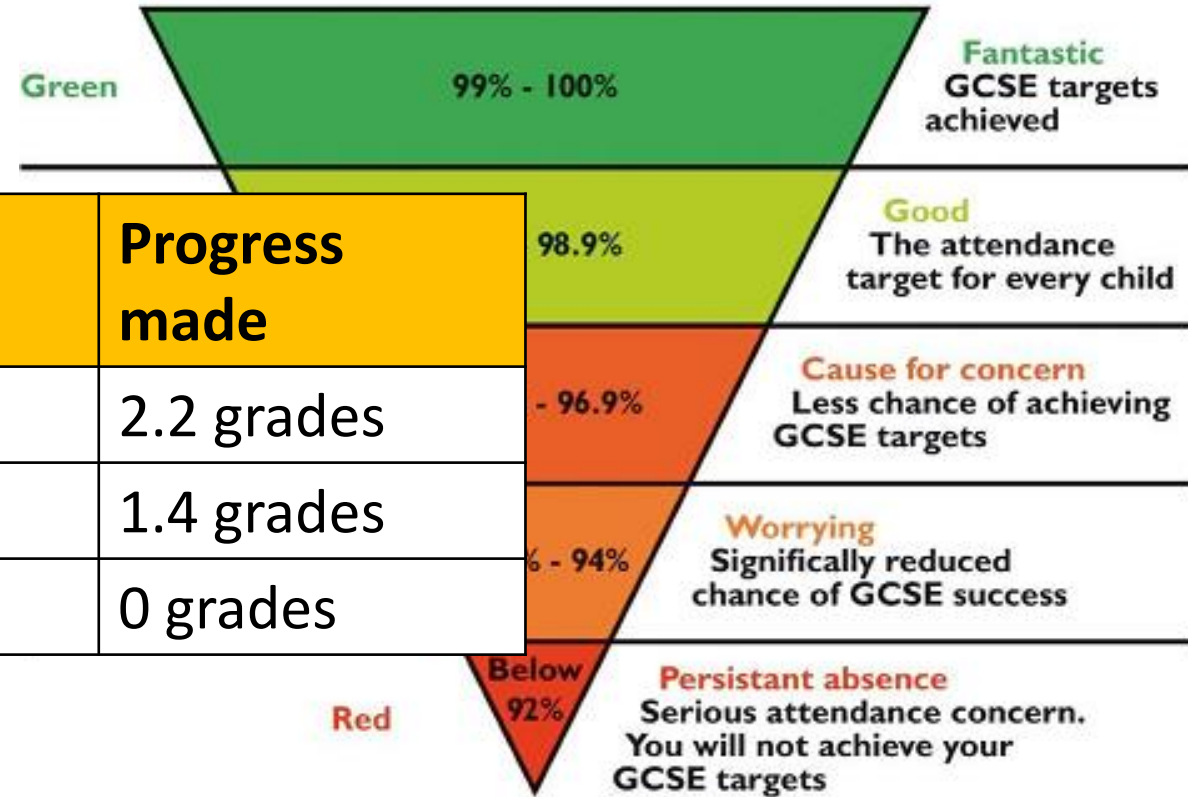 Green
99% - 100%
Fantastic
GCSE targets
achieved
Progress
made
98.9%
Good
The attendance
target for every child
2.2 grades
- 96.9%
Cause for concern
Less chance of achieving
GCSE targets
1.4 grades
% - 94%
Worrying
Significally reduced
chance of GCSE success
0 grades
Red
Below
92%
Persistant absence
Serious attendance concern.
You will not achieve your
GCSE targets